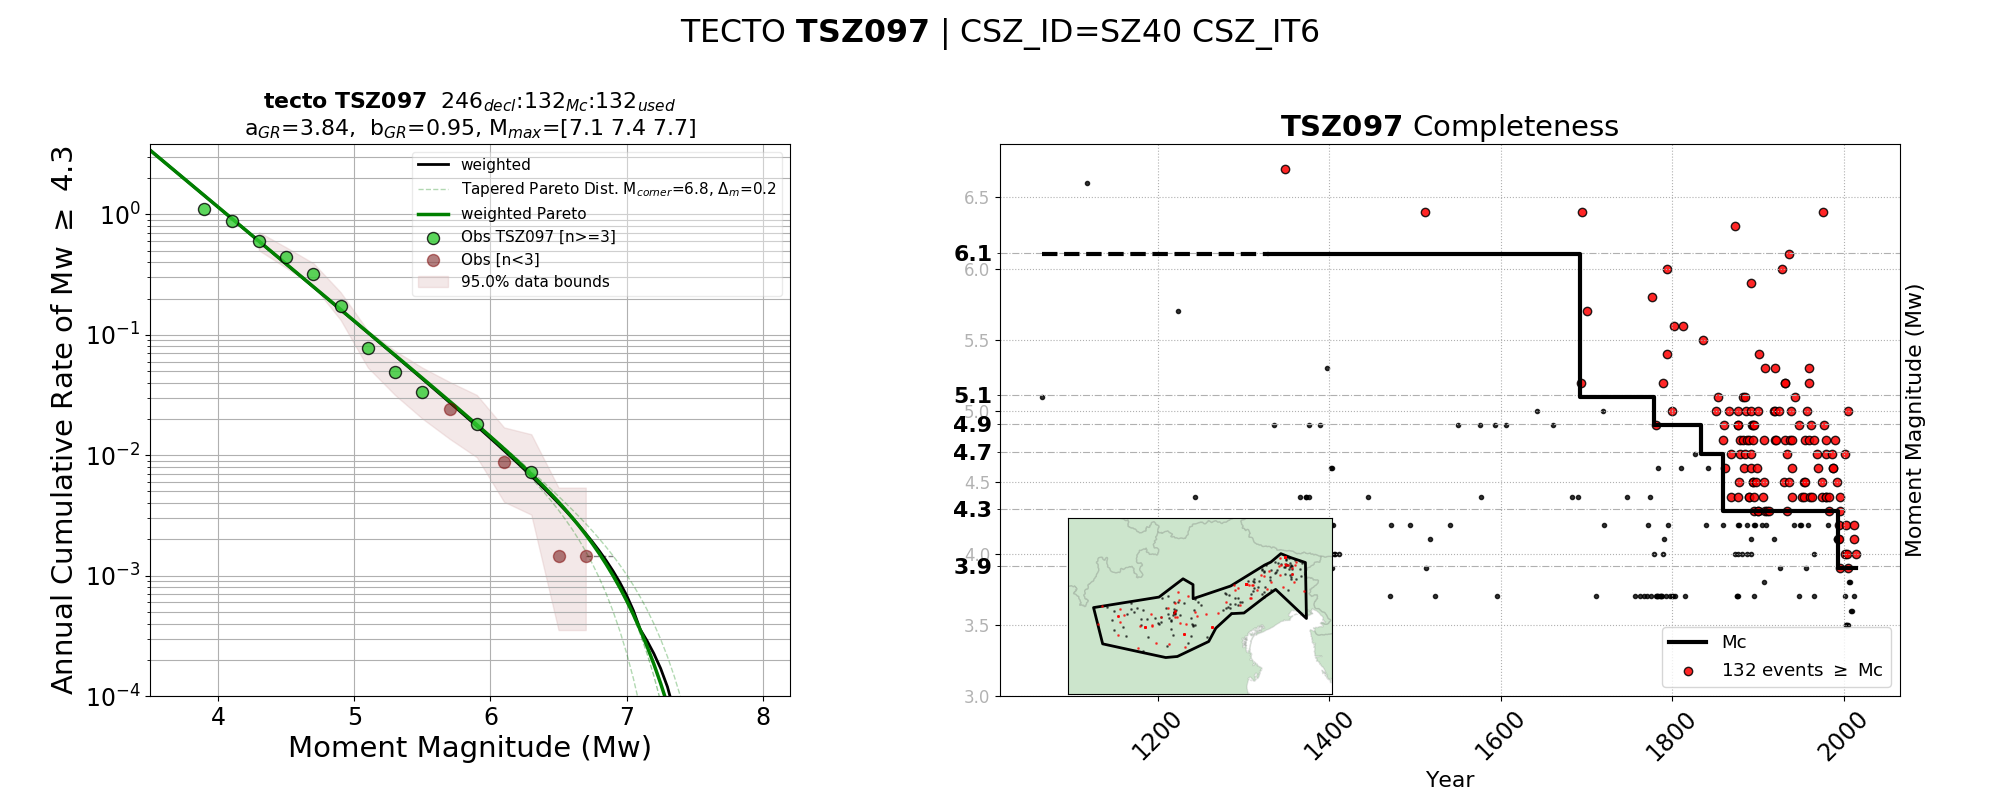 TECTO TSZ097 | CSZ_ID=SZ40 CSZ_IT6
tecto TSZ097 246decl:132Mc:132used
aGR=3.84, bGR=0.95, Mmax=[7.1 7.4 7.7]
Annual Cumulative Rate of Mw ≥ 4.3
10^0
10^-1
10^-2
10^-3
10^-4
weighted
Tapered Pareto Dist. Mcorner=6.8, Δm=0.2
weighted Pareto
Obs TSZ097 [n>=3]
Obs [n<3]
95.0% data bounds
4 5 6 7 8
Moment Magnitude (Mw)
TSZ097 Completeness
6.5
6.1
6.0
5.5
5.1
5.0
4.9
4.7
4.5
4.3
4.0
3.9
3.5
3.0
Mc
132 events ≥ Mc
1200 1400 1600 1800 2000
Year
Moment Magnitude (Mw)